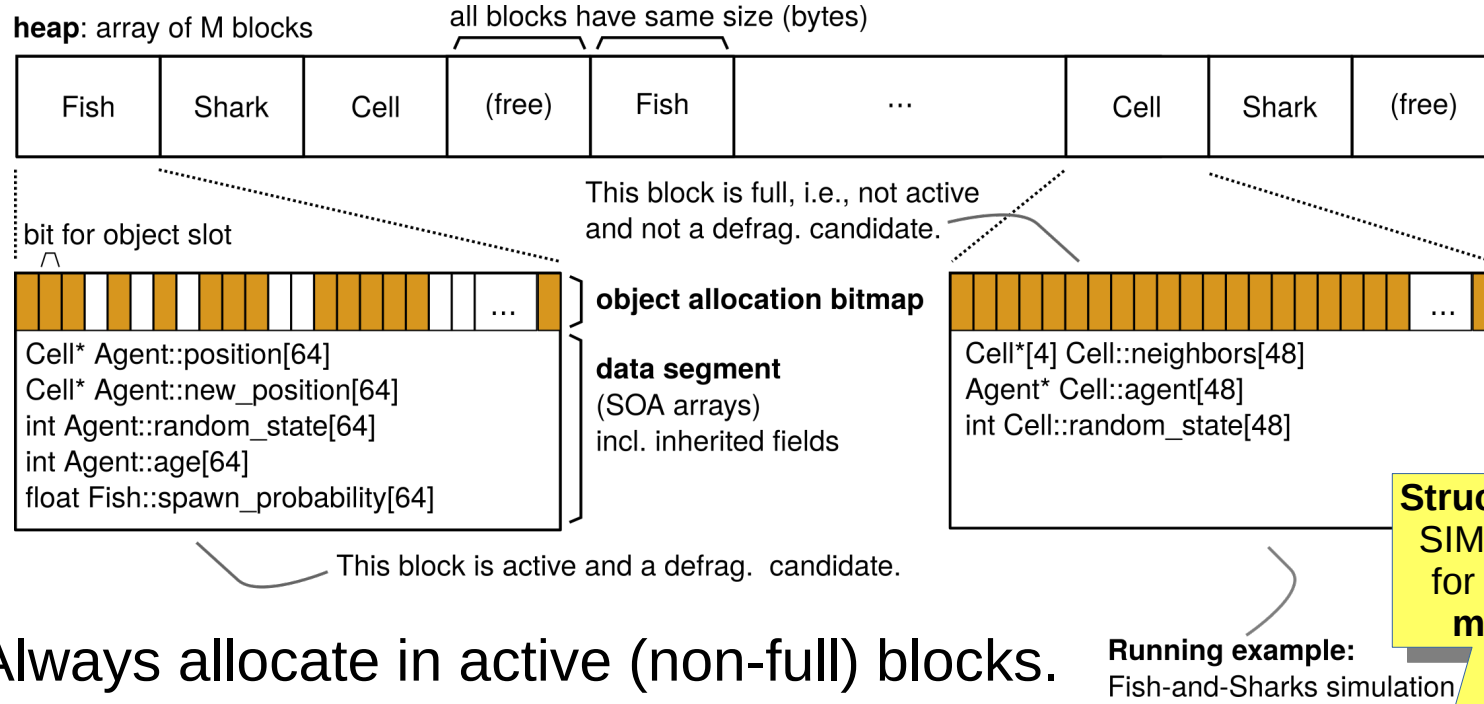 heap: array of M blocks
all blocks have same size (bytes)
Fish
Shark
Cell
(free)
Fish
...
Cell
Shark
(free)
This block is full, i.e., not active
and not a defrag. candidate.
bit for object slot
...
object allocation bitmap
...
Cell* Agent::position[64]
Cell* Agent::new_position[64]
int Agent::random_state[64]
int Agent::age[64]
float Fish::spawn_probability[64]
data segment
(SOA arrays)
incl. inherited fields
Cell*[4] Cell::neighbors[48]
Agent* Cell::agent[48]
int Cell::random_state[48]
This block is active and a defrag. candidate.
Struc
SIM
for
m
Always allocate in active (non-full) blocks.
Running example:
Fish-and-Sharks simulation